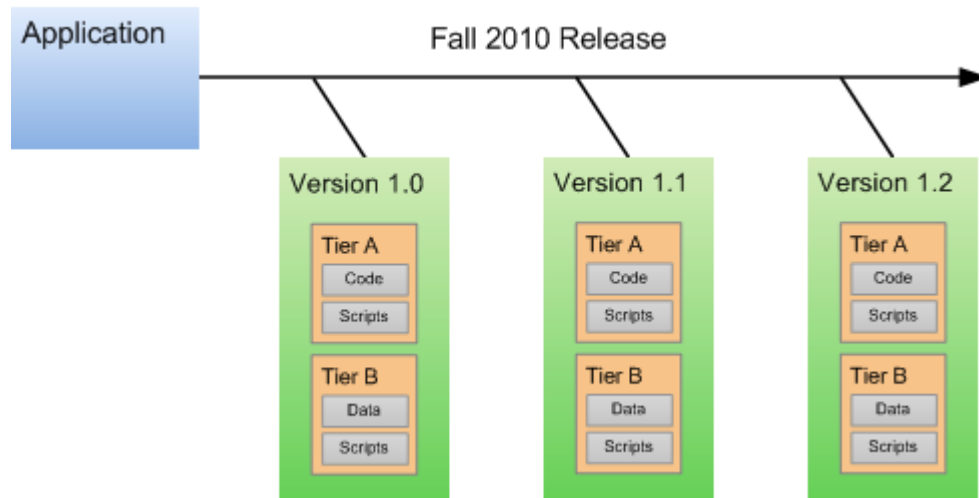 Application
Fall 2010 Release
Version 1.0
Tier A
Code
Scripts
Tier B
Data
Scripts
Version 1.1
Tier A
Code
Scripts
Tier B
Data
Scripts
Version 1.2
Tier A
Code
Scripts
Tier B
Data
Scripts